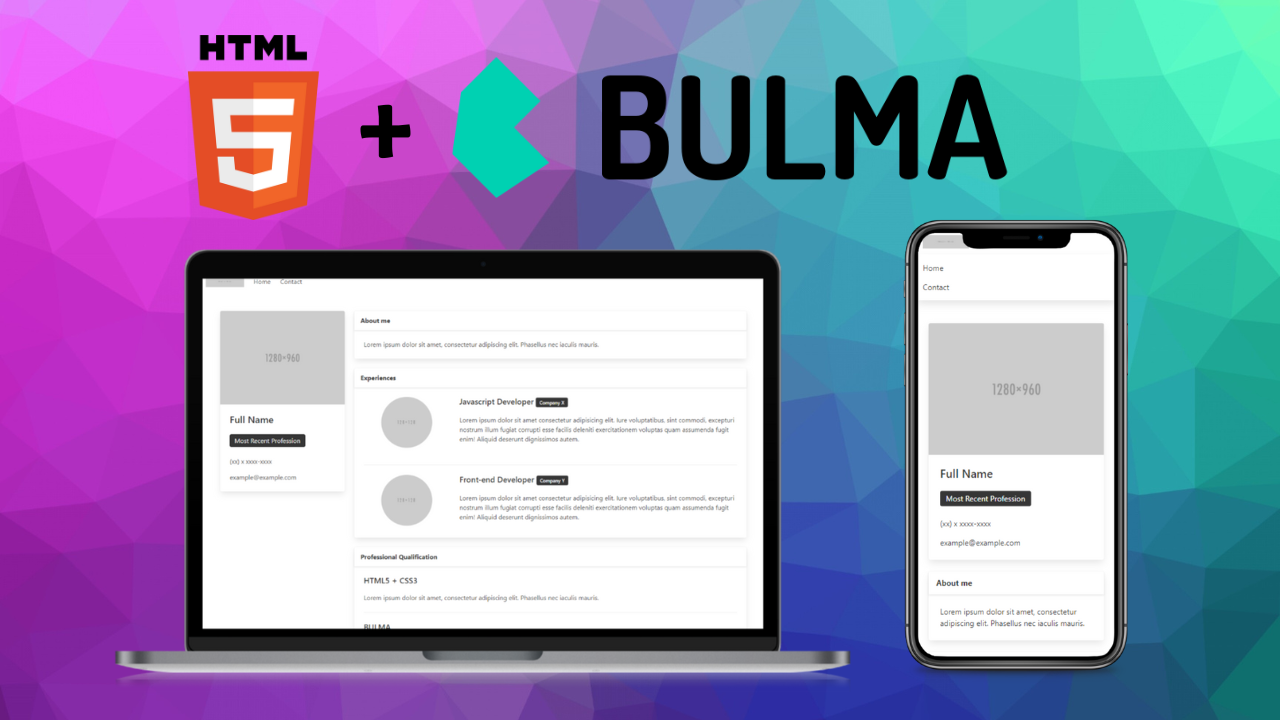 HTML
5
+
BULMA
Home Contact
1280×960
Full Name
Most Recent Profession
(xx) x xxxx-xxxx
example@example.com
About me
Lorem ipsum dolor sit amet, consectetur adipiscing elit. Phasellus nec iaculis mauris.
Experiences
Javascript Developer Company X
Lorem ipsum dolor sit amet consectetur adipisicing elit. Iure voluptatibus, sint commodi, excepturi
nostrum illum fugiat corrupti esse facilis deleniti exercitationem voluptas quam assumenda fugit
enim! Aliquid deserunt dignissimos autem.
Front-end Developer Company Y
Lorem ipsum dolor sit amet consectetur adipisicing elit. Iure voluptatibus, sint commodi, excepturi
nostrum illum fugiat corrupti esse facilis deleniti exercitationem voluptas quam assumenda fugit
enim! Aliquid deserunt dignissimos autem.
Professional Qualification
HTML5 + CSS3
Lorem ipsum dolor sit amet, consectetur adipiscing elit. Phasellus nec iaculis mauris.
BULMA
Home
Contact
1280×960
Full Name
Most Recent Profession
(xx) x xxxx-xxxx
example@example.com
About me
Lorem ipsum dolor sit amet, consectetur
adipiscing elit. Phasellus nec iaculis mauris.